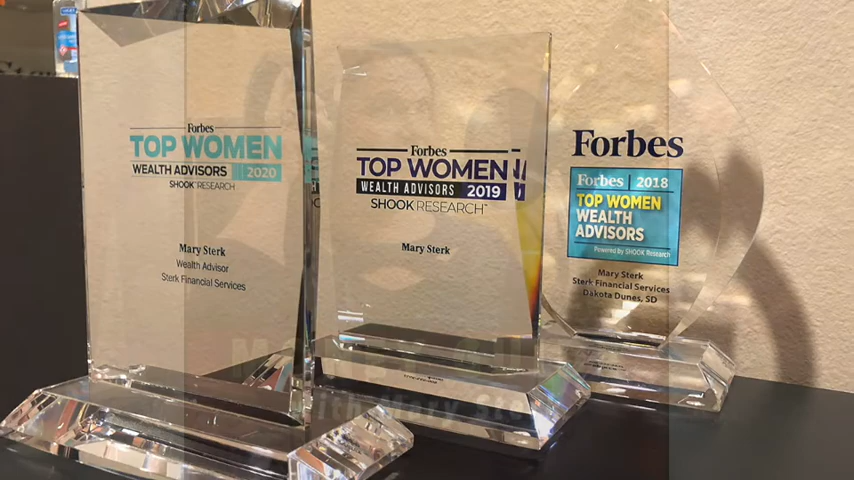 Forbes
TOP WOMEN
WEALTH ADVISORS 2020
SHOOK RESEARCH
Mary Sterk
Wealth Advisor
Sterk Financial Services
Forbes
TOP WOMEN
WEALTH ADVISORS 2019
SHOOK RESEARCH
Mary Sterk
Forbes
Forbes | 2018
TOP WOMEN
WEALTH
ADVISORS
Powered by SHOOK Research
Mary Sterk
Sterk Financial Services
Dakota Dunes, SD
with Mary